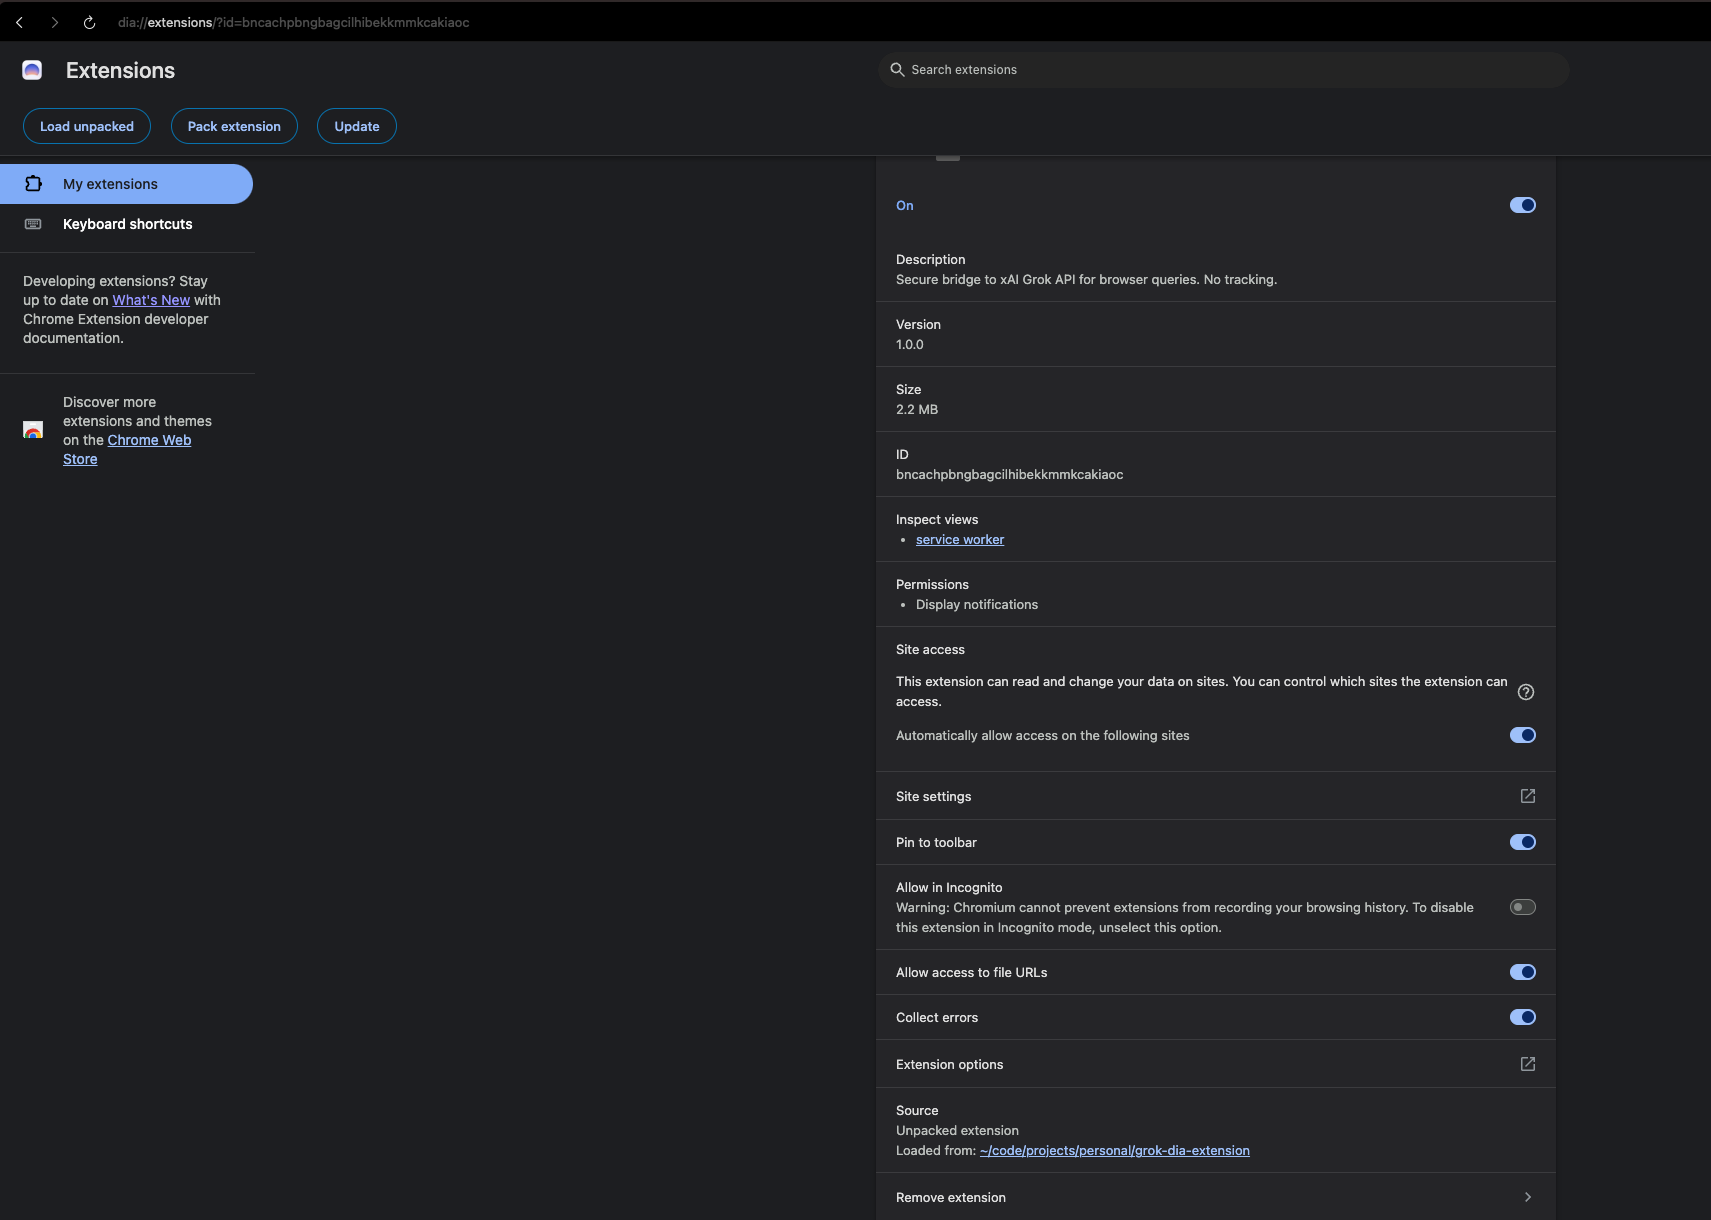 dia://extensions/?id=bncachpbngbagcilhibekkmmkcakiaoc
Extensions
Search extensions
Load unpacked
Pack extension
Update
My extensions
Keyboard shortcuts
Developing extensions? Stay
up to date on What's New with
Chrome Extension developer
documentation.
Discover more
extensions and themes
on the Chrome Web
Store
On
Description
Secure bridge to xAI Grok API for browser queries. No tracking.
Version
1.0.0
Size
2.2 MB
ID
bncachpbngbagcilhibekkmmkcakiaoc
Inspect views
• service worker
Permissions
• Display notifications
Site access
This extension can read and change your data on sites. You can control which sites the extension can
access.
Automatically allow access on the following sites
Site settings
Pin to toolbar
Allow in Incognito
Warning: Chromium cannot prevent extensions from recording your browsing history. To disable
this extension in Incognito mode, unselect this option.
Allow access to file URLs
Collect errors
Extension options
Source
Unpacked extension
Loaded from: ~/code/projects/personal/grok-dia-extension
Remove extension